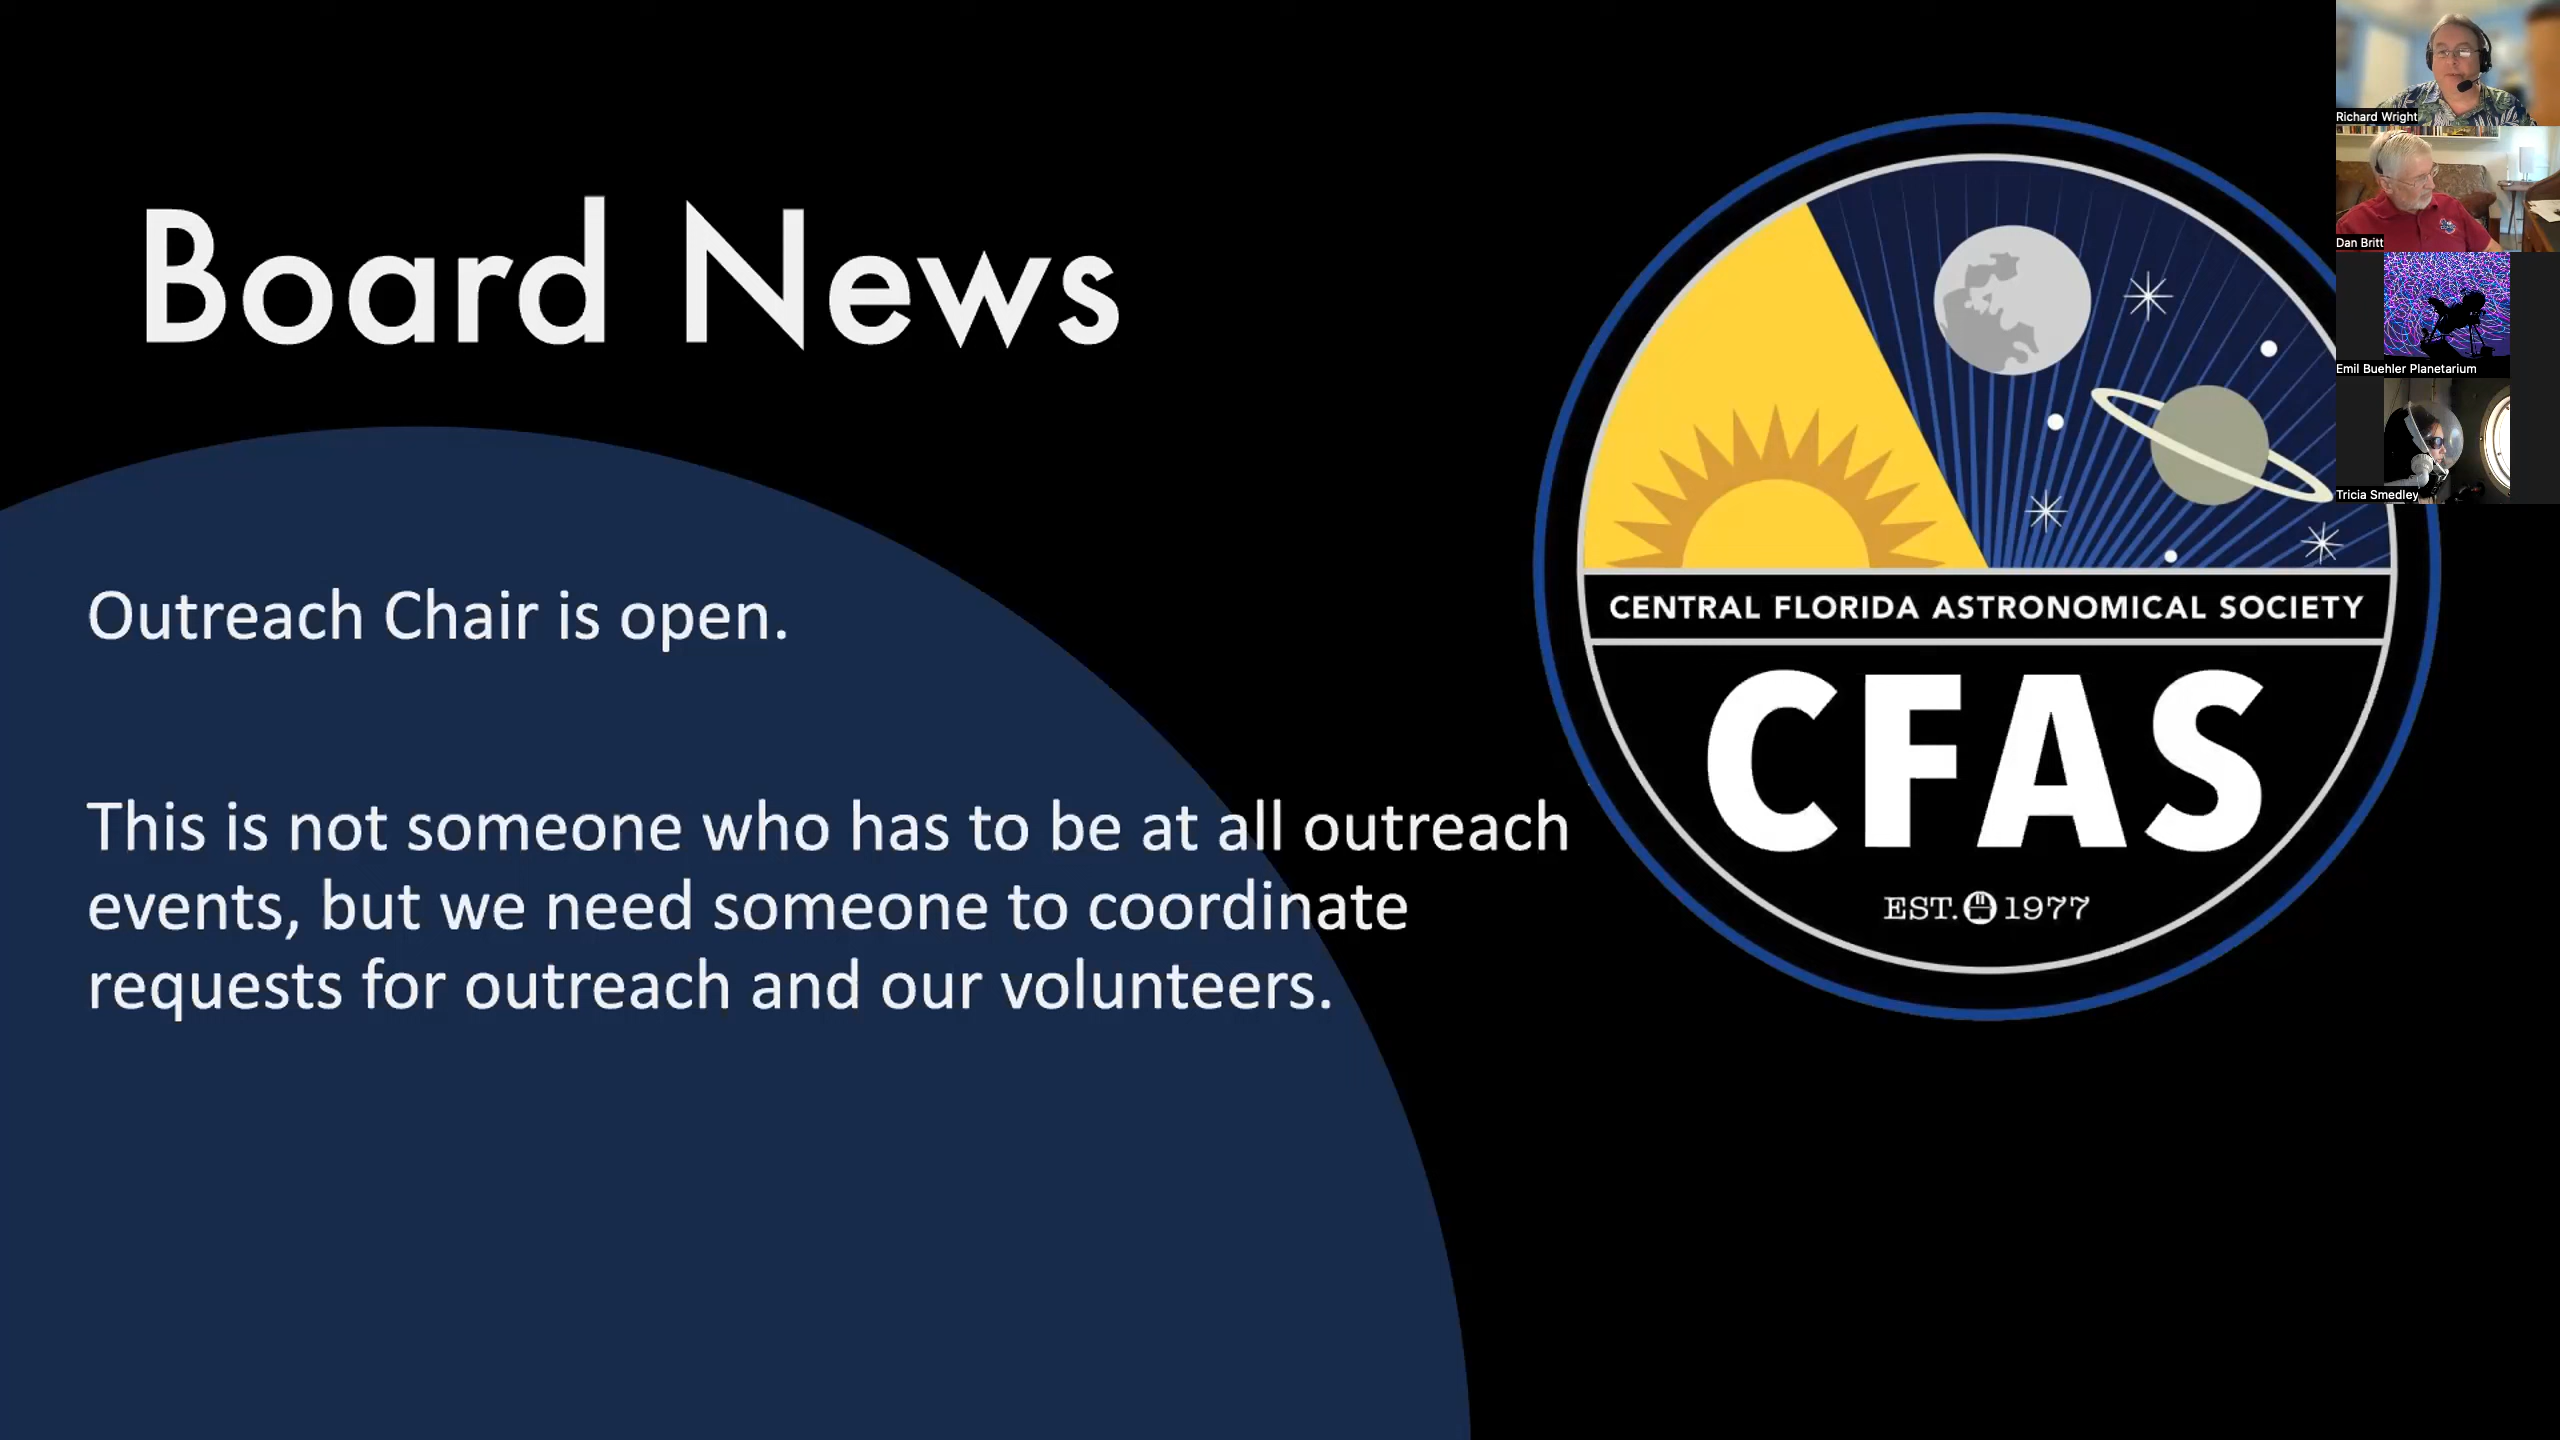 Board News
Outreach Chair is open.
This is not someone who has to be at all outreach
events, but we need someone to coordinate
requests for outreach and our volunteers.
CENTRAL FLORIDA ASTRONOMICAL SOCIETY
CFAS
EST. 1977
Richard Wright
Dan Britt
Emil Buehler Planetarium
Tricia Smedley